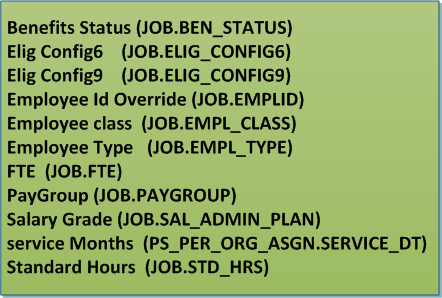 Benefits Status (JOB.BEN_STATUS)
Elig Config6 (JOB.ELIG_CONFIG6)
Elig Config9 (JOB.ELIG_CONFIG9)
Employee Id Override (JOB.EMPLID)
Employee class (JOB.EMPL_CLASS)
Employee Type (JOB.EMPL_TYPE)
FTE (JOB.FTE)
PayGroup (JOB.PAYGROUP)
Salary Grade (JOB.SAL_ADMIN_PLAN)
service Months (PS_PER_ORG_ASGN.SERVICE_DT)
Standard Hours (JOB.STD_HRS)